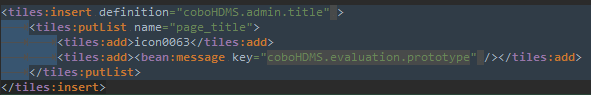 <tiles:insert definition="coboHDMS.admin.title" >
<tiles:putList name="page_title">
<tiles:add>icon0063</tiles:add>
<tiles:add><bean:message key="coboHDMS.evaluation.prototype" /></tiles:add>
</tiles:putList>
</tiles:insert>